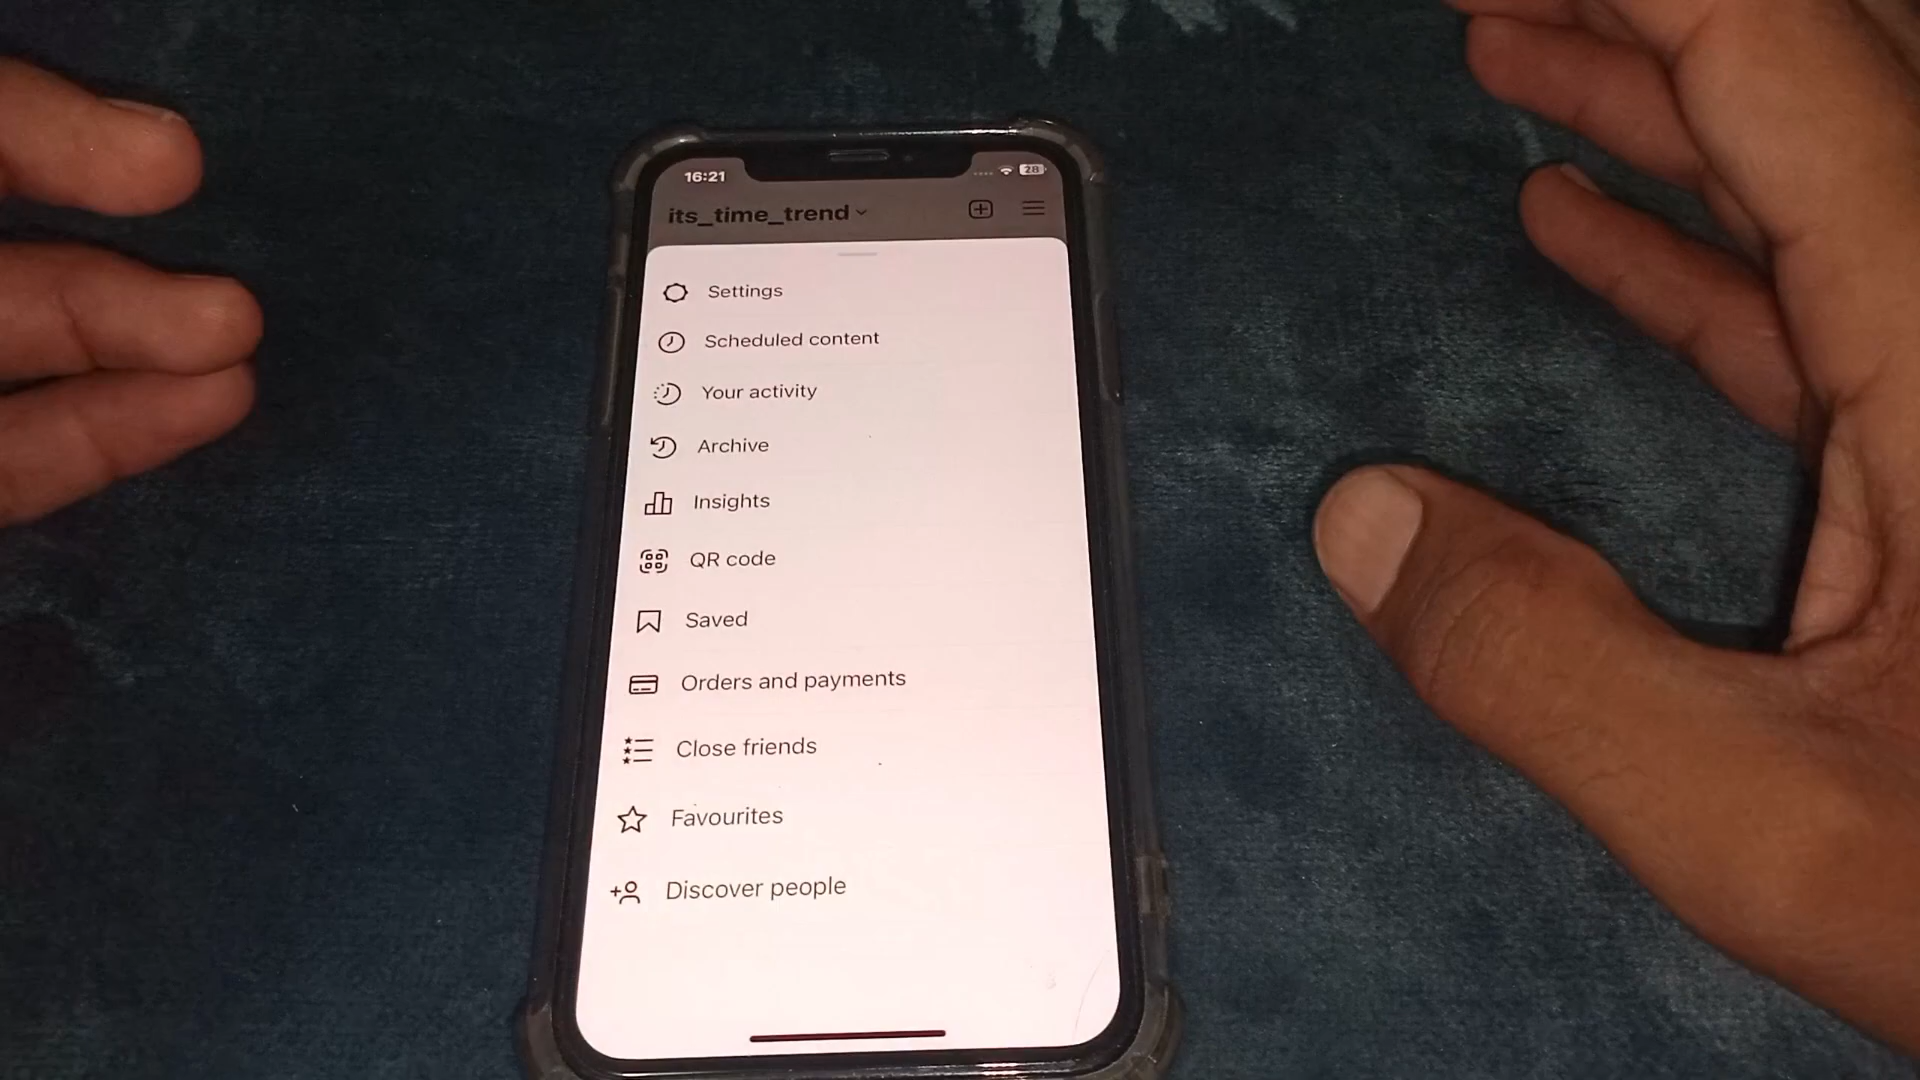 16:21
28
its_time_trend
Settings
Scheduled content
Your activity
Archive
Insights
QR code
Saved
Orders and payments
Close friends
Favourites
Discover people